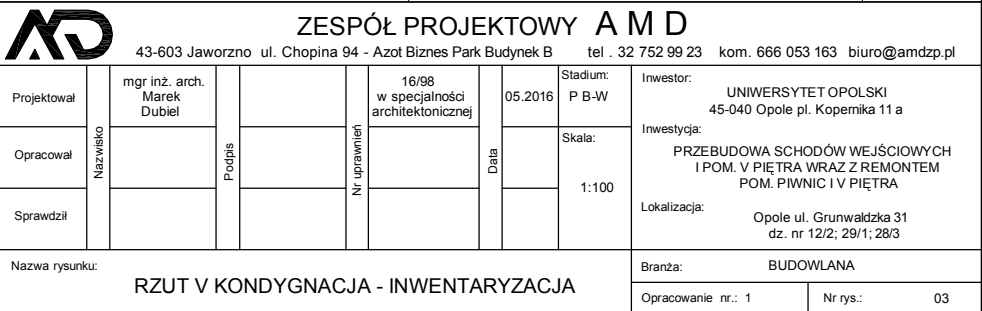 ZESPÓŁ PROJEKTOWY A M D
43-603 Jaworzno ul. Chopina 94 - Azot Biznes Park Budynek B tel . 32 752 99 23 kom. 666 053 163 biuro@amdzp.pl
Projektował
Opracował
Sprawdził
Nazwisko
mgr inż. arch.
Marek
Dubiel
Podpis
Nr uprawnień
16/98
w specjalności
architektonicznej
Data
05.2016
Stadium:
P B-W
Skala:
1:100
Inwestor:
UNIWERSYTET OPOLSKI
45-040 Opole pl. Kopernika 11 a
Inwestycja:
PRZEBUDOWA SCHODÓW WEJŚCIOWYCH
I POM. V PIĘTRA WRAZ Z REMONTEM
POM. PIWNIC I V PIĘTRA
Lokalizacja:
Opole ul. Grunwaldzka 31
dz. nr 12/2; 29/1; 28/3
Nazwa rysunku:
RZUT V KONDYGNACJA - INWENTARYZACJA
Branża: BUDOWLANA
Opracowanie nr.: 1
Nr rys.: 03